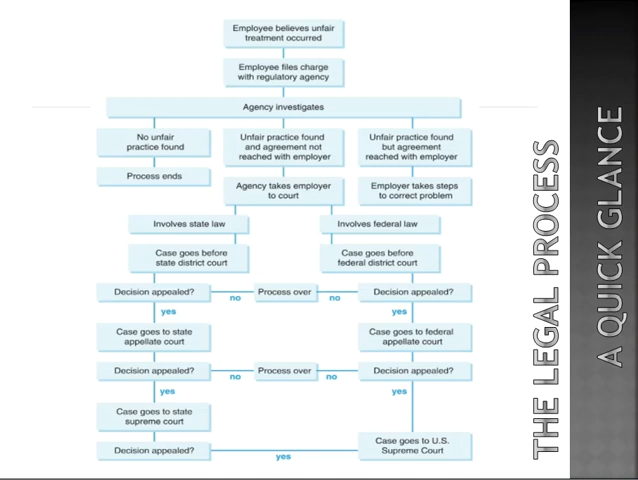 Employee believes unfair
treatment occurred
Employee files charge
with regulatory agency
Agency investigates
No unfair
practice found
Unfair practice found
and agreement not
reached with employer
Unfair practice found
but agreement
reached with employer
Process ends
Agency takes employer
to court
Employer takes steps
to correct problem
Involves state law
Involves federal law
Case goes before
state district court
Case goes before
federal district court
Decision appealed?
no
Process over
no
Decision appealed?
yes
yes
Case goes to state
appellate court
Case goes to federal
appellate court
Decision appealed?
no
Process over
no
Decision appealed?
yes
yes
Case goes to state
supreme court
Decision appealed?
yes
Case goes to U.S.
Supreme Court
THE LEGAL PROCESS
A QUICK GLANCE